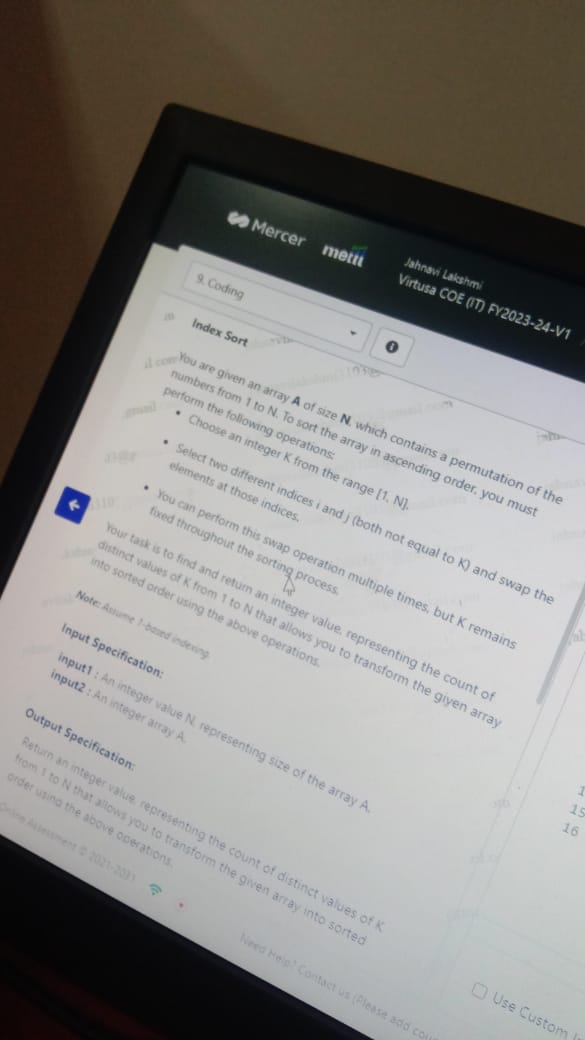 Mercer mettl
Jahnavi Lakshmi
Virtusa COE (IT) FY2023-24-V1
9. Coding
Index Sort
You are given an array A of size N, which contains a permutation of the
numbers from 1 to N. To sort the array in ascending order, you must
perform the following operations:
• Choose an integer K from the range [1, N].
• Select two different indices i and j (both not equal to K) and swap the
elements at those indices.
• You can perform this swap operation multiple times, but K remains
fixed throughout the sorting process.
Your task is to find and return an integer value, representing the count of
distinct values of K from 1 to N that allows you to transform the given array
into sorted order using the above operations.
Note: Assume 1-based indexing
Input Specification:
input1 : An integer value N, representing size of the array A.
input2 : An integer array A.
Output Specification:
Return an integer value, representing the count of distinct values of K
from 1 to N that allows you to transform the given array into sorted
order using the above operations.
15
16
Online Assessment © 2021-2031
Need Help? Contact us (Please add
Use Custom